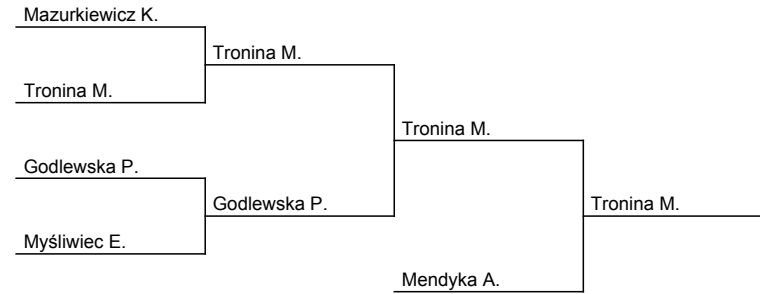 Mazurkiewicz K.
Tronina M.
Tronina M.
Tronina M.
Godlewska P.
Godlewska P.
Tronina M.
Myśliwiec E.
Mendyka A.